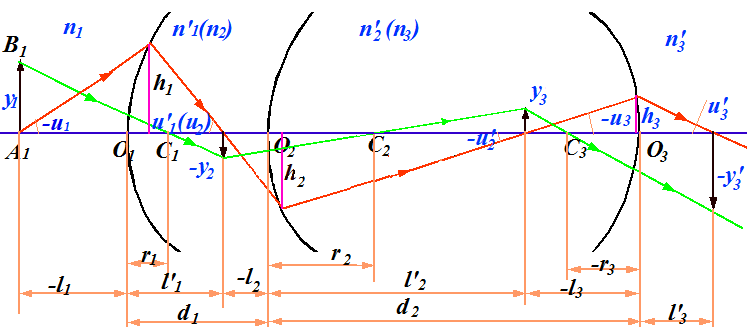 n₁ n'₁(n₂) n'₂(n₃) n'₃
B₁
y₁ h₁ y₃
-u₁ u'₁(u₂) -u'₂ -u₃ h₃ u'₃
A₁ O₁ C₁ -y₂ O₂ C₂ C₃ O₃
h₂ -y'₃
r₁ r₂ -r₃
-l₁ l'₁ -l₂ l'₂ -l₃ l'₃
d₁ d₂